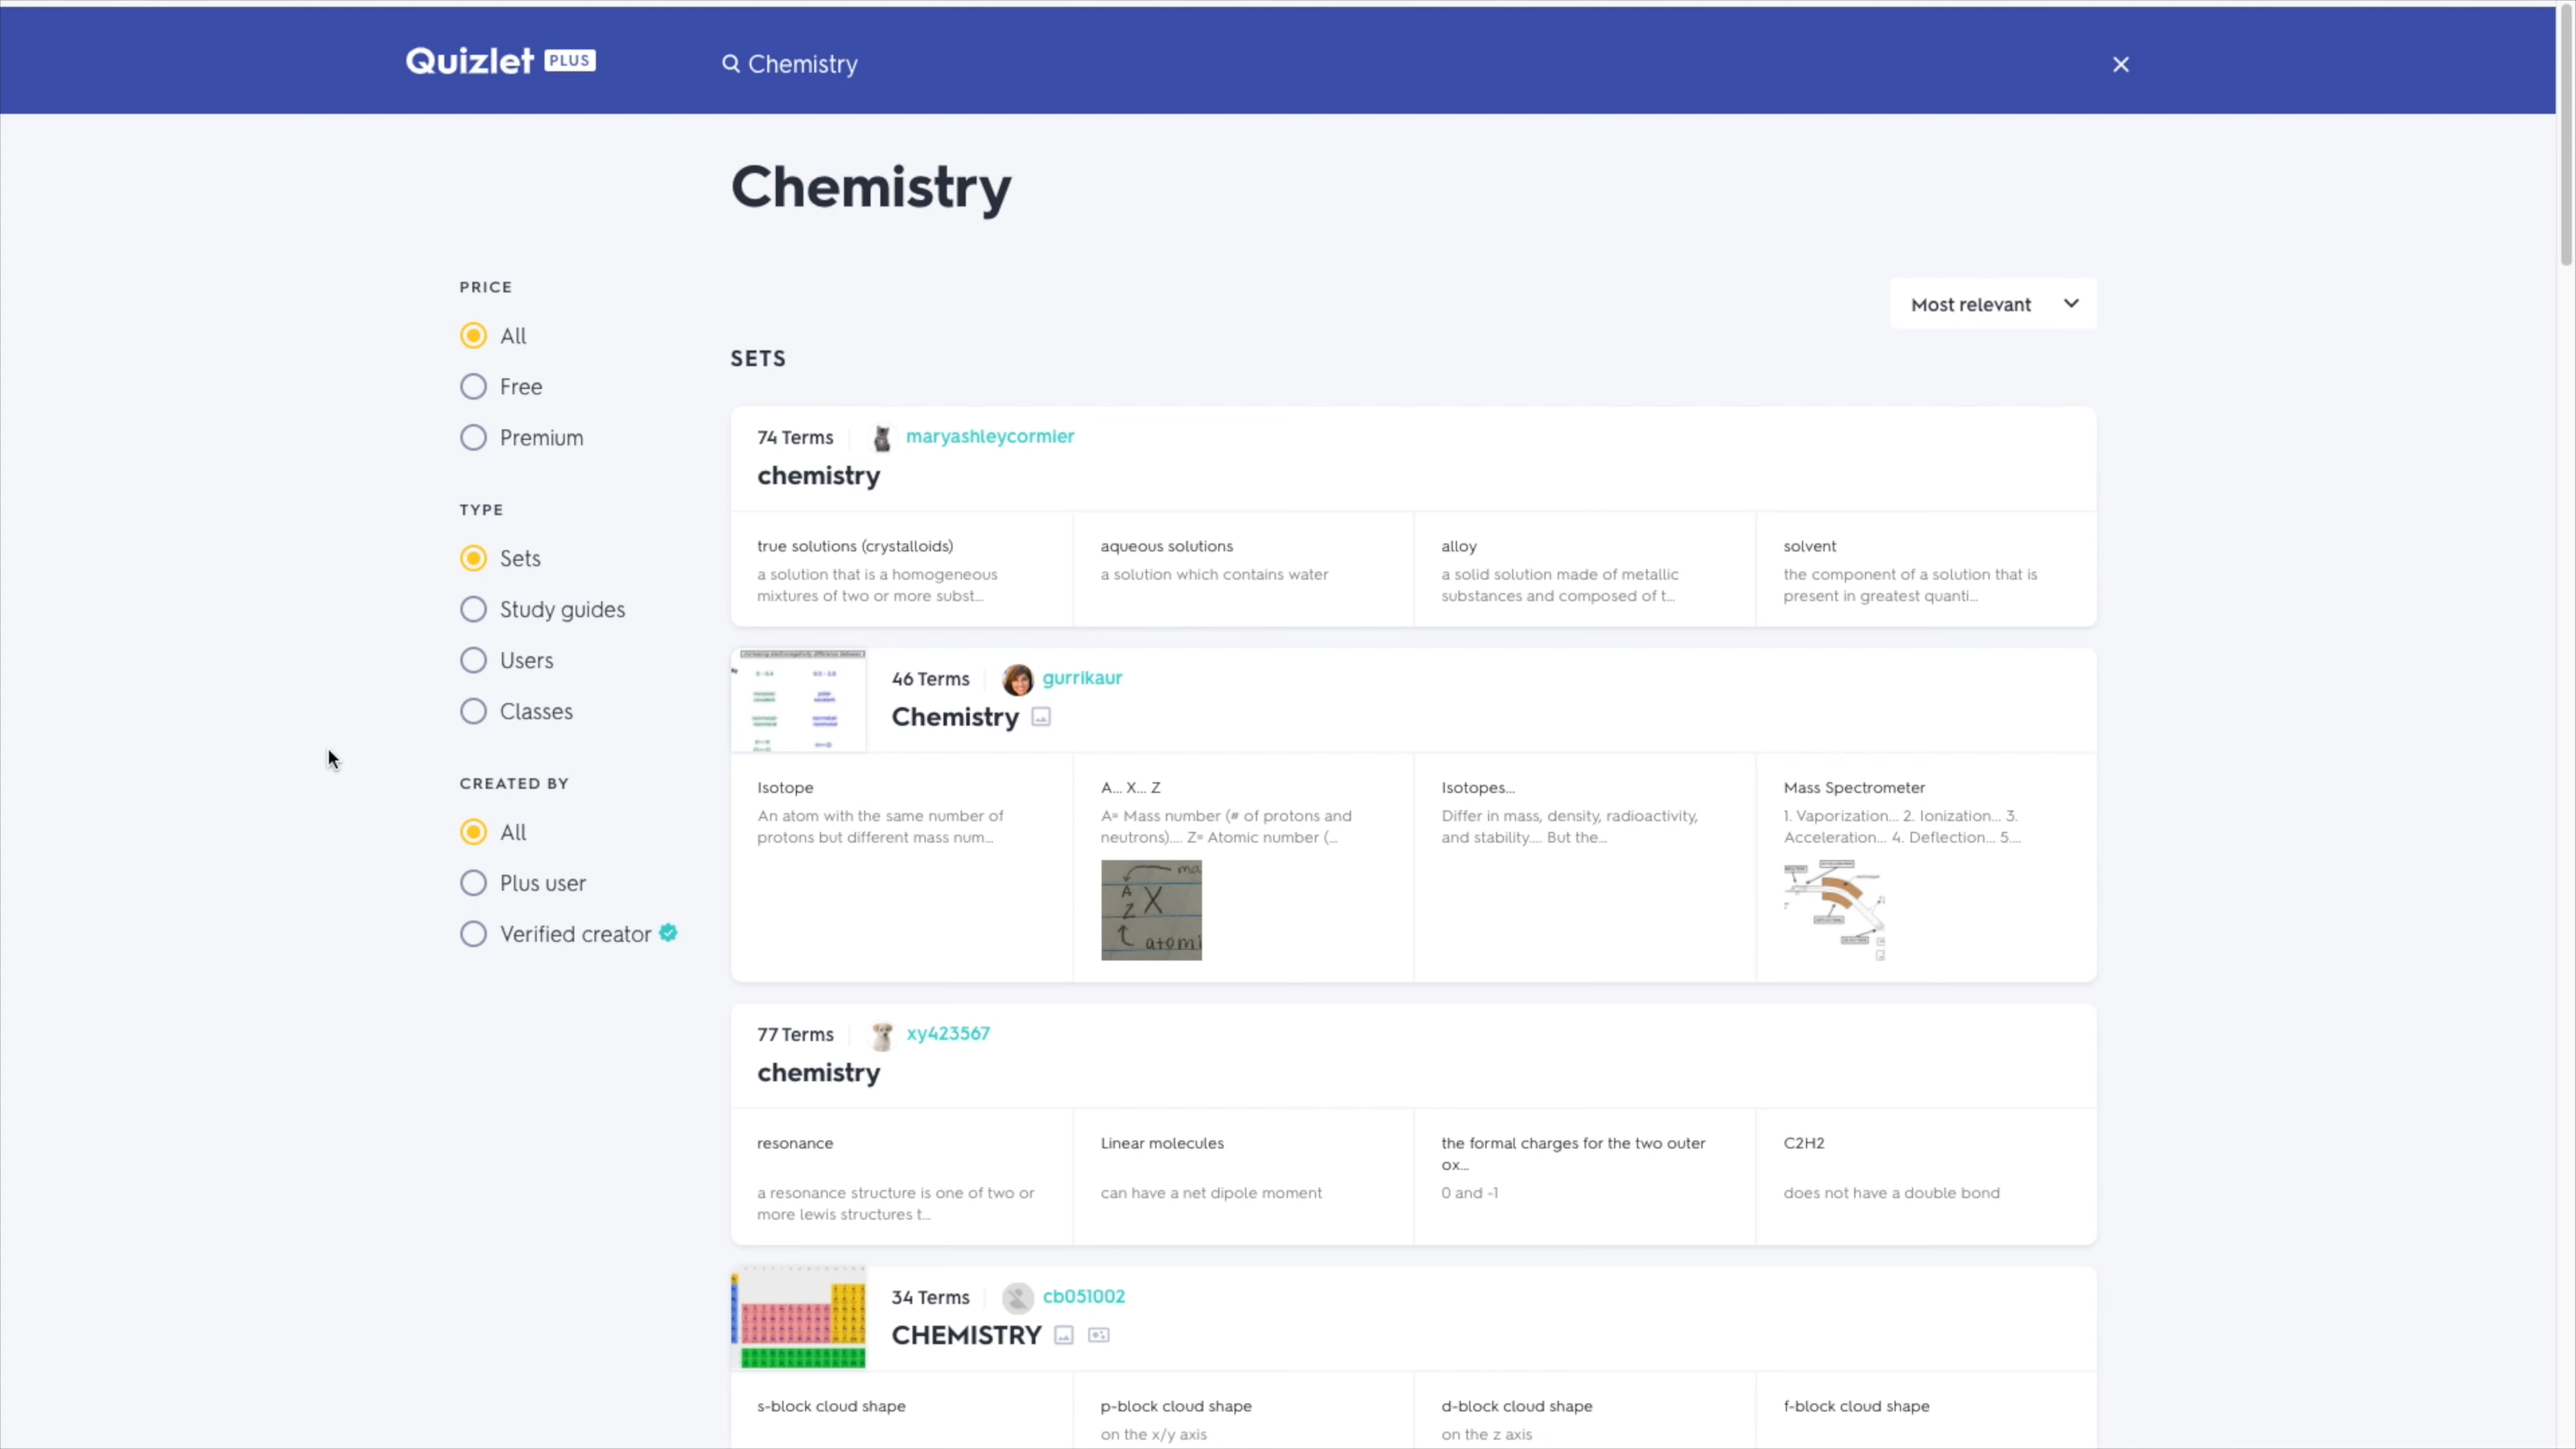 Quizlet PLUS
Chemistry
Chemistry
PRICE
All
Free
Premium
TYPE
Sets
Study guides
Users
Classes
CREATED BY
All
Plus user
Verified creator
Most relevant
SETS
74 Terms
maryashleycormier
chemistry
true solutions (crystalloids)
a solution that is a homogeneous
mixtures of two or more subst...
aqueous solutions
a solution which contains water
alloy
a solid solution made of metallic
substances and composed of t...
solvent
the component of a solution that is
present in greatest quanti...
46 Terms
gurrikaur
Chemistry
Isotope
An atom with the same number of
protons but different mass num...
A... X... Z
A= Mass number (# of protons and
neutrons).... Z= Atomic number (...
A
X
Z
atomi
Isotopes...
Differ in mass, density, radioactivity,
and stability.... But the...
Mass Spectrometer
1. Vaporization... 2. Ionization... 3.
Acceleration... 4. Deflection... 5....
77 Terms
xy423567
chemistry
resonance
a resonance structure is one of two or
more lewis structures t...
Linear molecules
can have a net dipole moment
the formal charges for the two outer
ox...
0 and -1
C2H2
does not have a double bond
34 Terms
cb051002
CHEMISTRY
s-block cloud shape
p-block cloud shape
on the x/y axis
d-block cloud shape
on the z axis
f-block cloud shape